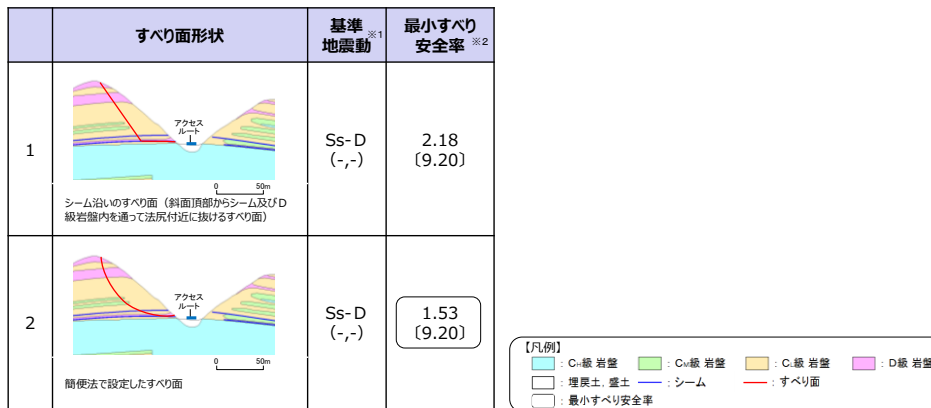 すべり面形状
基準
地震動 ※1
最小すべり
安全率 ※2
1
アクセス
ルート
0 50m
シーム沿いのすべり面（斜面頂部からシーム及びD
級岩盤内を通って法尻付近に抜けるすべり面）
Ss-D
(-,-)
2.18
〔9.20〕
2
アクセス
ルート
0 50m
簡便法で設定したすべり面
Ss-D
(-,-)
1.53
〔9.20〕
【凡例】
：CH級 岩盤 ：CM級 岩盤 ：CL級 岩盤 ：D級 岩盤
：埋戻土，盛土 ：シーム ：すべり面
：最小すべり安全率